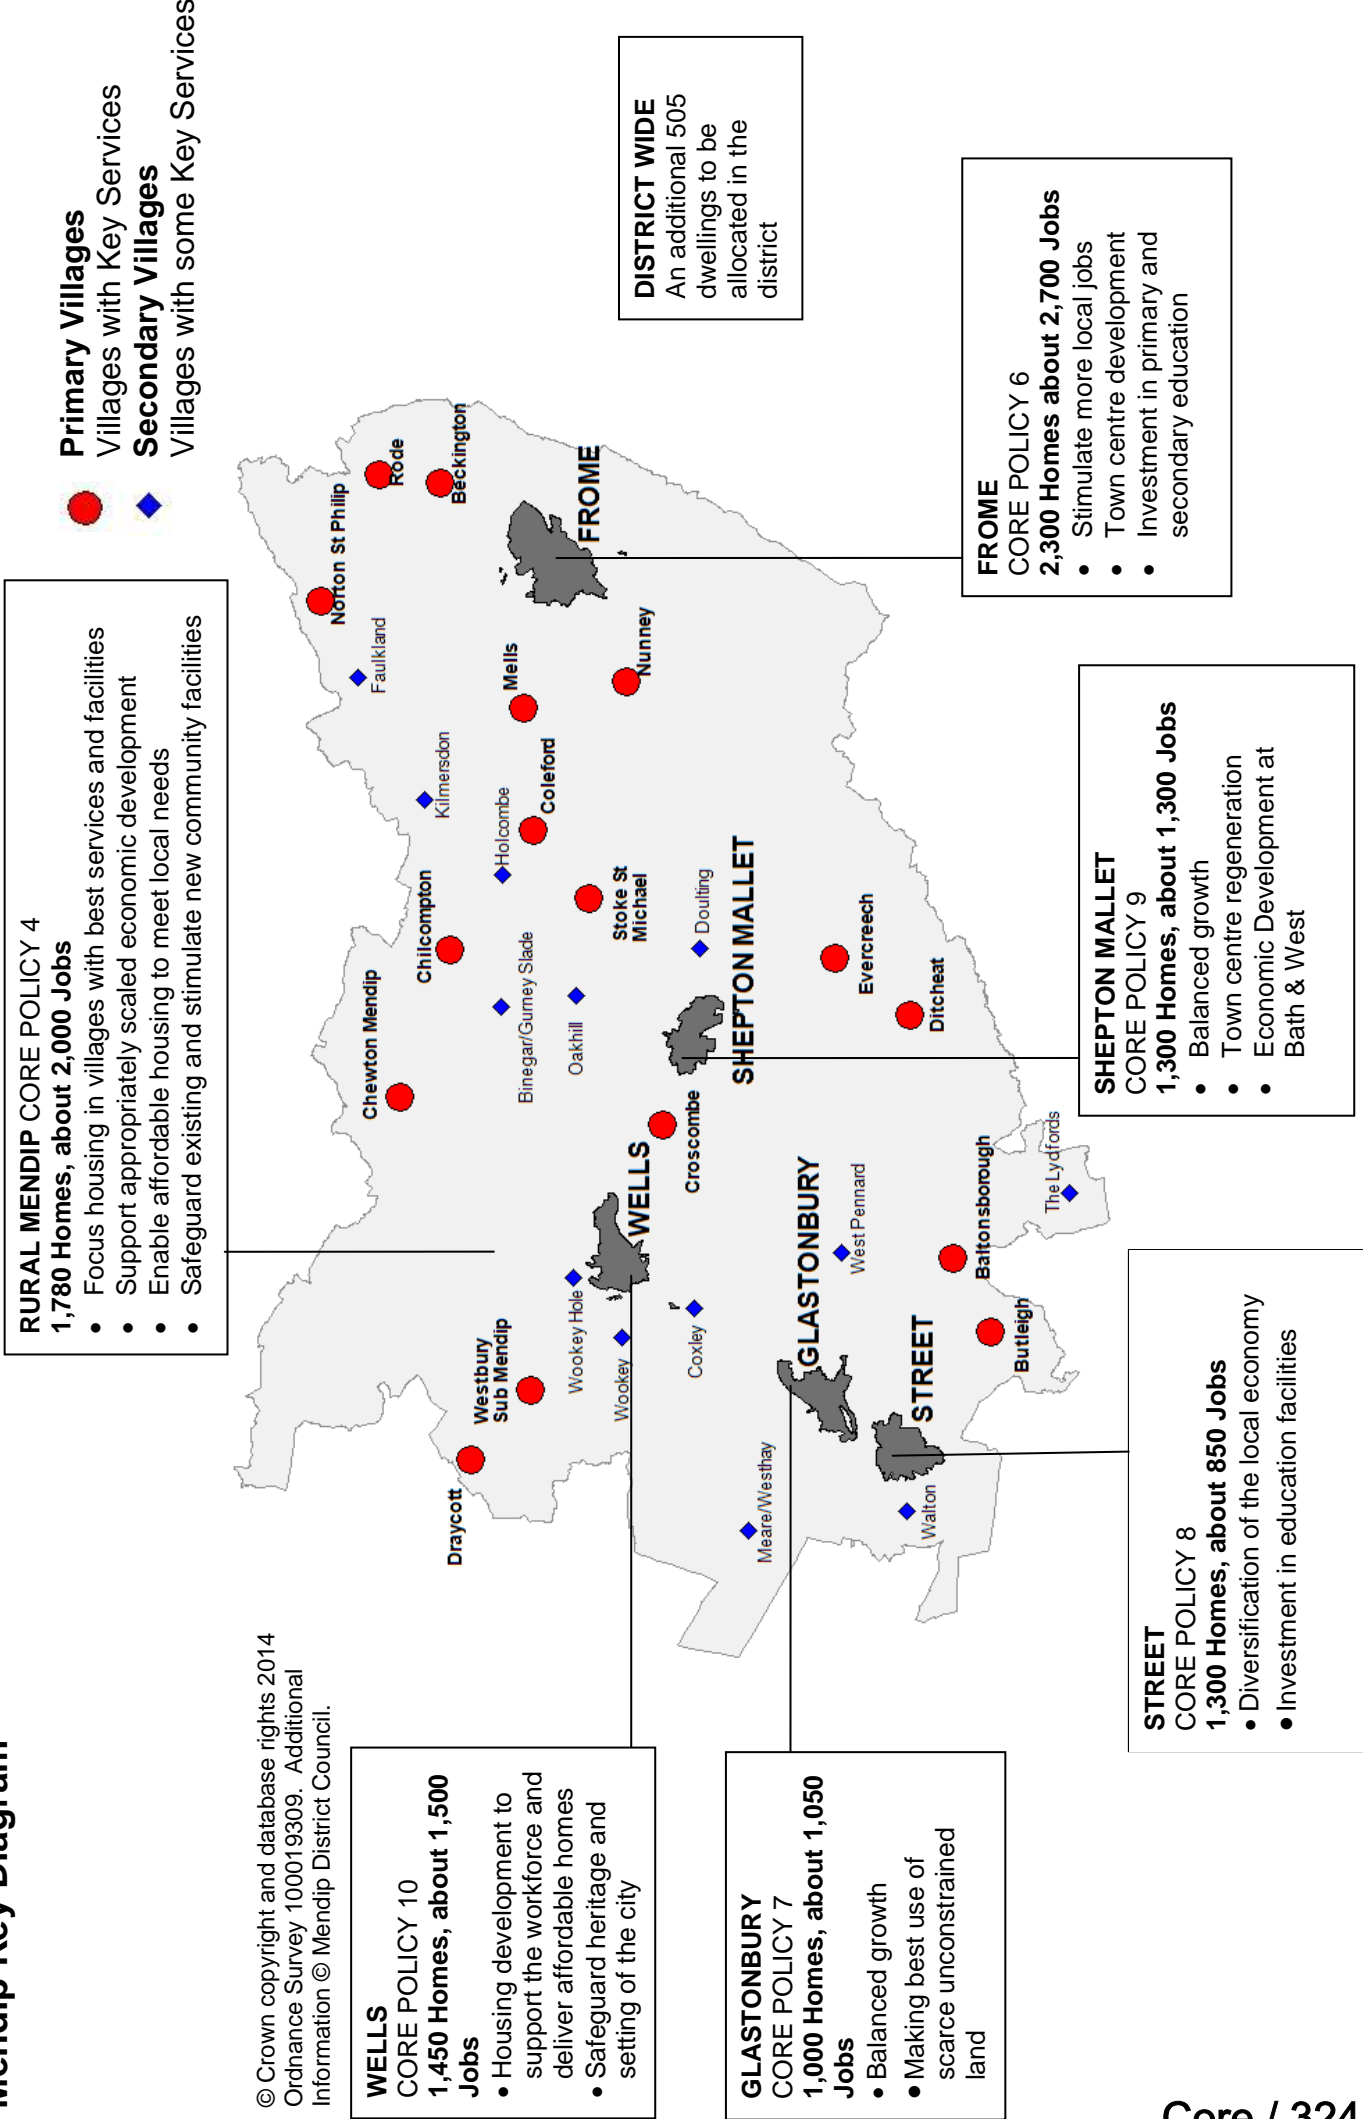 Mendip Key Diagram
RURAL MENDIP CORE POLICY 4
1,780 Homes, about 2,000 Jobs
• Focus housing in villages with best services and facilities
• Support appropriately scaled economic development
• Enable affordable housing to meet local needs
• Safeguard existing and stimulate new community facilities
Primary Villages
Villages with Key Services
Secondary Villages
Villages with some Key Services
© Crown copyright and database rights 2014
Ordnance Survey 100019309. Additional
Information © Mendip District Council.
WELLS
CORE POLICY 10
1,450 Homes, about 1,500
Jobs
• Housing development to
support the workforce and
deliver affordable homes
• Safeguard heritage and
setting of the city
GLASTONBURY
CORE POLICY 7
1,000 Homes, about 1,050
Jobs
• Balanced growth
• Making best use of
scarce unconstrained
land
STREET
CORE POLICY 8
1,300 Homes, about 850 Jobs
• Diversification of the local economy
• Investment in education facilities
SHEPTON MALLET
CORE POLICY 9
1,300 Homes, about 1,300 Jobs
• Balanced growth
• Town centre regeneration
• Economic Development at
Bath & West
FROME
CORE POLICY 6
2,300 Homes about 2,700 Jobs
• Stimulate more local jobs
• Town centre development
• Investment in primary and
secondary education
DISTRICT WIDE
An additional 505
dwellings to be
allocated in the
district
Norton St Philip
Rode
Beckington
Faulkland
FROME
Mells
Nunney
Kilmersdon
Coleford
Holcombe
Chilcompton
Stoke St
Michael
Binegar/Gurney Slade
Oakhill
Doulting
Chewton Mendip
SHEPTON MALLET
Evercreech
Ditcheat
Croscombe
WELLS
Wookey Hole
Wookey
Coxley
Westbury
Sub Mendip
Draycott
GLASTONBURY
West Pennard
Baltonsborough
The Lydfords
Butleigh
STREET
Walton
Meare/Westhay
Core / 324